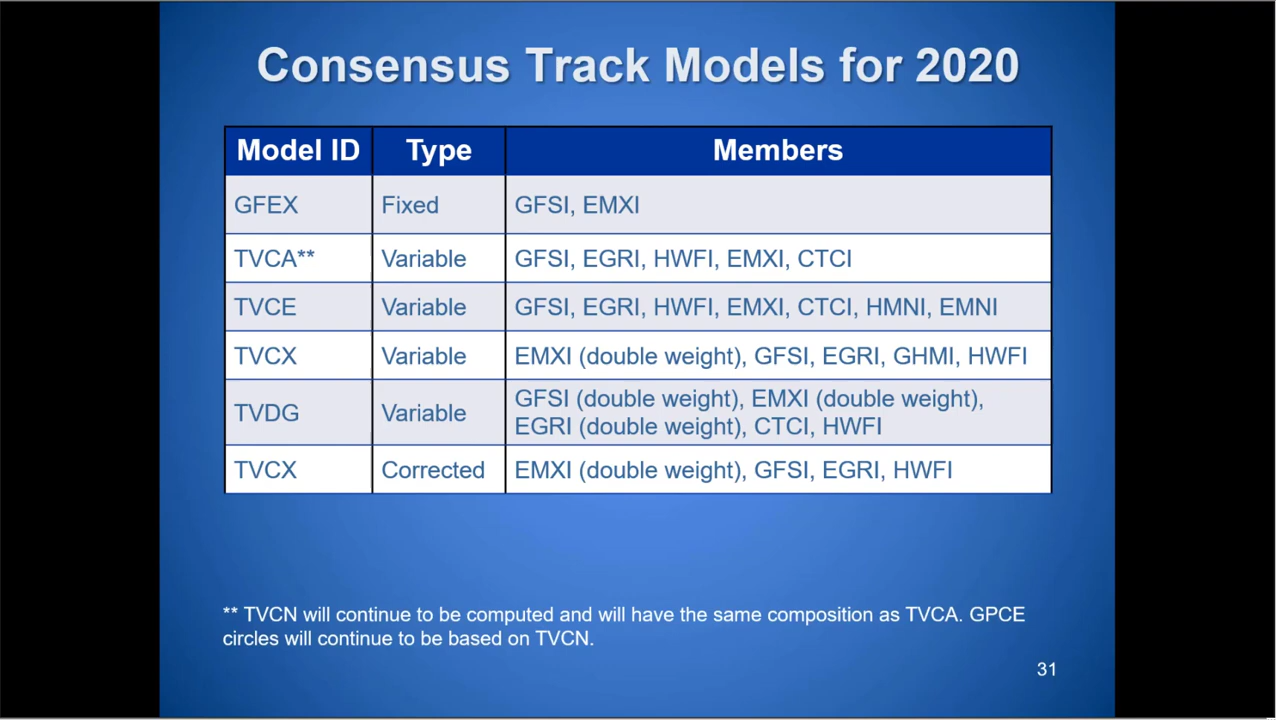 Consensus Track Models for 2020
Model ID Type Members
GFEX Fixed GFSI, EMXI
TVCA** Variable GFSI, EGRI, HWFI, EMXI, CTCI
TVCE Variable GFSI, EGRI, HWFI, EMXI, CTCI, HMNI, EMNI
TVCX Variable EMXI (double weight), GFSI, EGRI, GHMI, HWFI
TVDG Variable GFSI (double weight), EMXI (double weight),
EGRI (double weight), CTCI, HWFI
TVCX Corrected EMXI (double weight), GFSI, EGRI, HWFI
** TVCN will continue to be computed and will have the same composition as TVCA. GPCE
circles will continue to be based on TVCN.
31